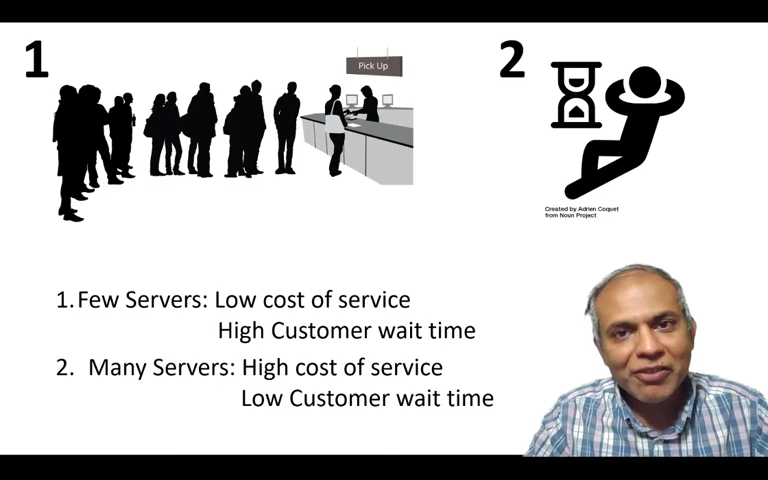 1
Pick Up
2
Created by Adrien Coquet
from Noun Project
1. Few Servers: Low cost of service
High Customer wait time
2. Many Servers: High cost of service
Low Customer wait time